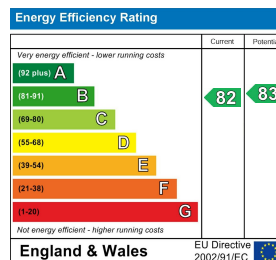 Energy Efficiency Rating
Current Potentia
Very energy efficient - lower running costs
(92 plus) A
(81-91) B
82 83
(69-80) C
(55-68) D
(39-54) E
(21-38) F
(1-20) G
Not energy efficient - higher running costs
England & Wales
EU Directive
2002/91/EC